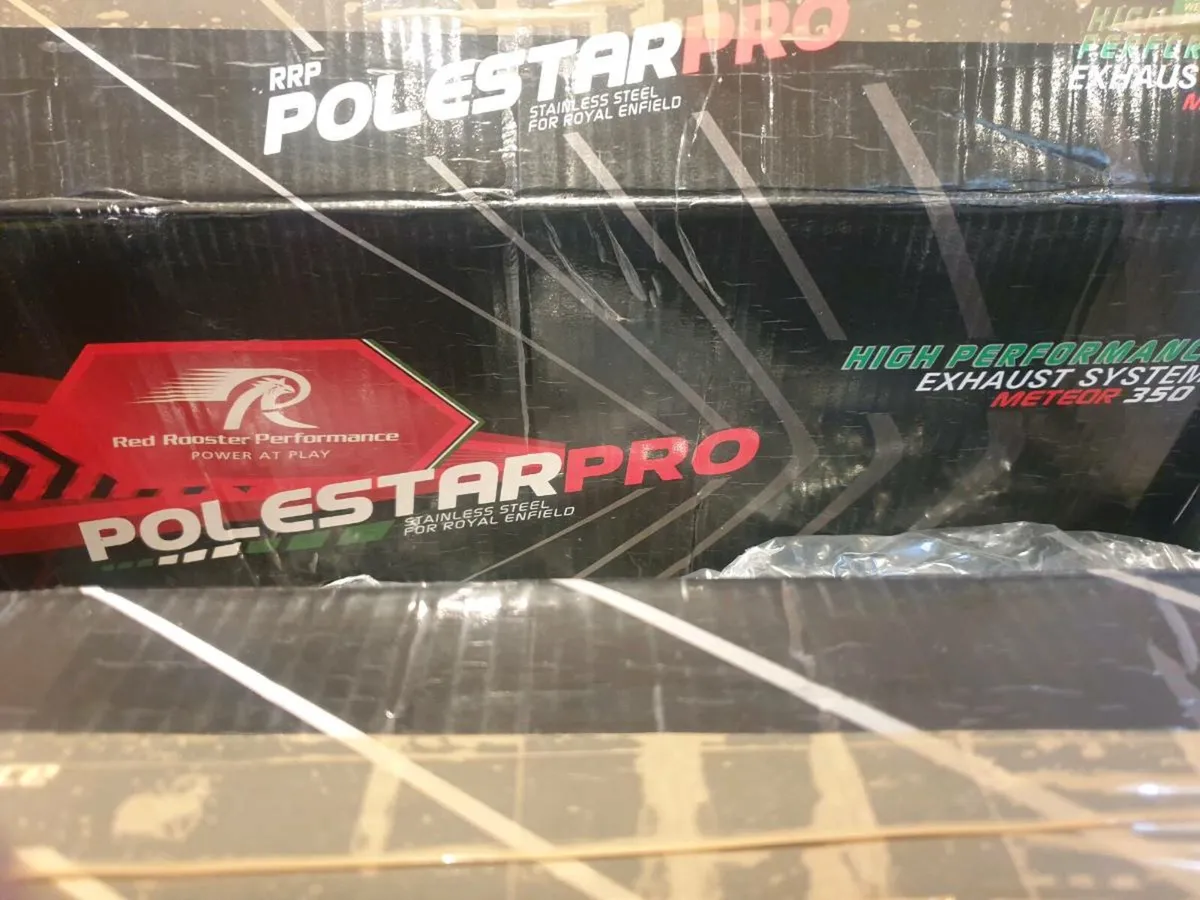 RRP
POLESTARPRO
STAINLESS STEEL
FOR ROYAL ENFIELD
HIGH
PERFOR
EXHAUS
M
Red Rooster Performance
POWER AT PLAY
POLESTARPRO
STAINLESS STEEL
FOR ROYAL ENFIELD
HIGH PERFORMANC
EXHAUST SYSTEM
METEOR 350